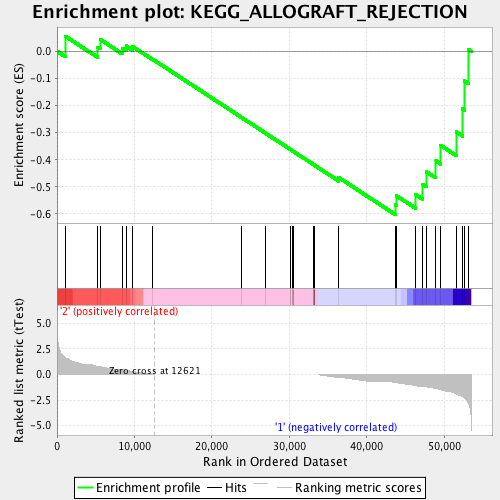 Enrichment plot: KEGG_ALLOGRAFT_REJECTION
Enrichment score (ES)
0.0
-0.1
-0.2
-0.3
-0.4
-0.5
-0.6
'2' (positively correlated)
Ranked list metric (tTest)
5.0
2.5
0.0
-2.5
-5.0
Zero cross at 12621
'1' (negatively correlated)
0 10,000 20,000 30,000 40,000 50,000
Rank in Ordered Dataset
Enrichment profile Hits Ranking metric scores